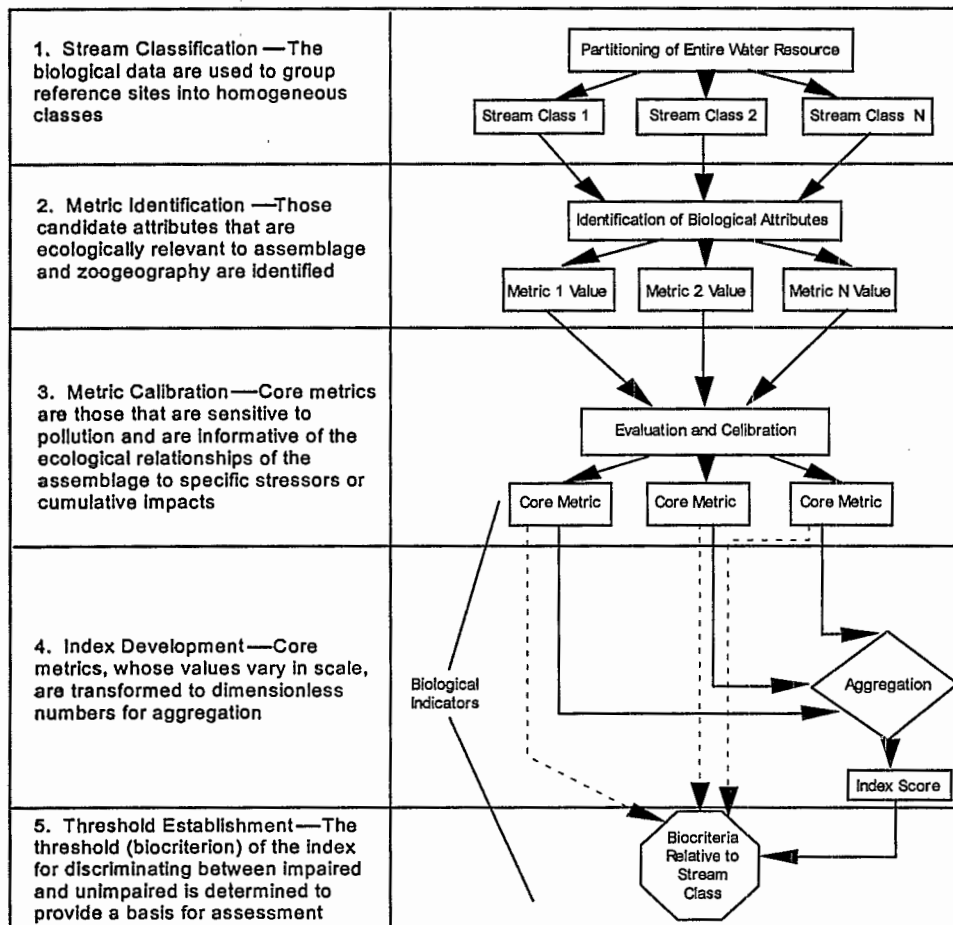 1. Stream Classification —The
biological data are used to group
reference sites into homogeneous
classes
Partitioning of Entire Water Resource
Stream Class 1
Stream Class 2
Stream Class N
2. Metric Identification —Those
candidate attributes that are
ecologically relevant to assemblage
and zoogeography are identified
Identification of Biological Attributes
Metric 1 Value
Metric 2 Value
Metric N Value
3. Metric Calibration—Core metrics
are those that are sensitive to
pollution and are informative of the
ecological relationships of the
assemblage to specific stressors or
cumulative impacts
Evaluation and Celibration
Core Metric
Core Metric
Core Metric
4. Index Development—Core
metrics, whose values vary in scale,
are transformed to dimensionless
numbers for aggregation
Biological
Indicators
Aggregation
Index Score
5. Threshold Establishment—The
threshold (biocriterion) of the index
for discriminating between impaired
and unimpaired is determined to
provide a basis for assessment
Biocriteria
Relative to
Stream
Class